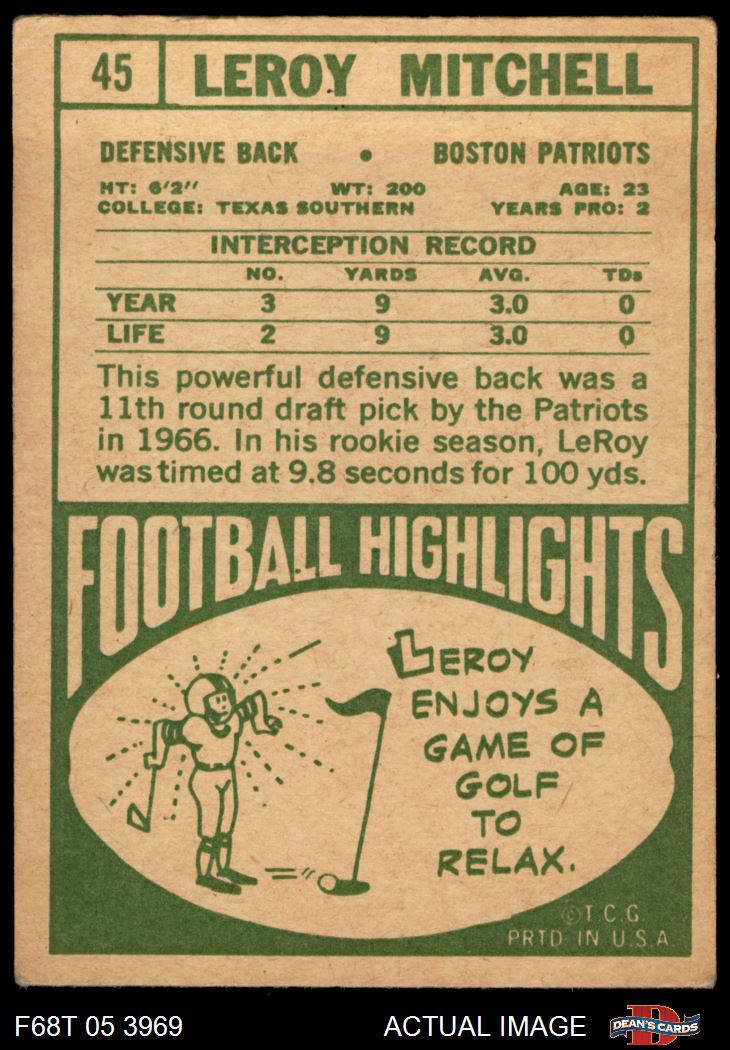 45 LEROY MITCHELL
DEFENSIVE BACK • BOSTON PATRIOTS
HT: 6'2" WT: 200 AGE: 23
COLLEGE: TEXAS SOUTHERN YEARS PRO: 2
INTERCEPTION RECORD
NO. YARDS AVG. TDs
YEAR 3 9 3.0 0
LIFE 2 9 3.0 0
This powerful defensive back was a
11th round draft pick by the Patriots
in 1966. In his rookie season, LeRoy
was timed at 9.8 seconds for 100 yds.
FOOTBALL HIGHLIGHTS
LEROY
ENJOYS A
GAME OF
GOLF
TO
RELAX.
©T.C.G.
PRTD IN U.S.A
F68T 05 3969 ACTUAL IMAGE DEAN'S CARDS